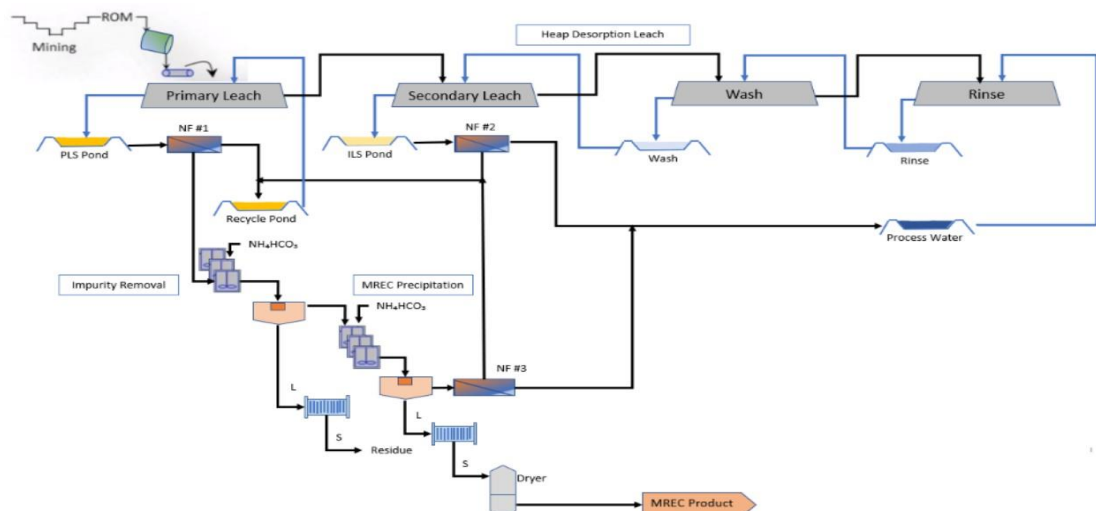 ROM
Mining
Heap Desorption Leach
Primary Leach
Secondary Leach
Wash
Rinse
NF #1
NF #2
PLS Pond
ILS Pond
Wash
Rinse
Recycle Pond
Process Water
NH₄HCO₃
Impurity Removal
MREC Precipitation
NH₄HCO₃
NF #3
L
L
S
Residue
S
Dryer
MREC Product